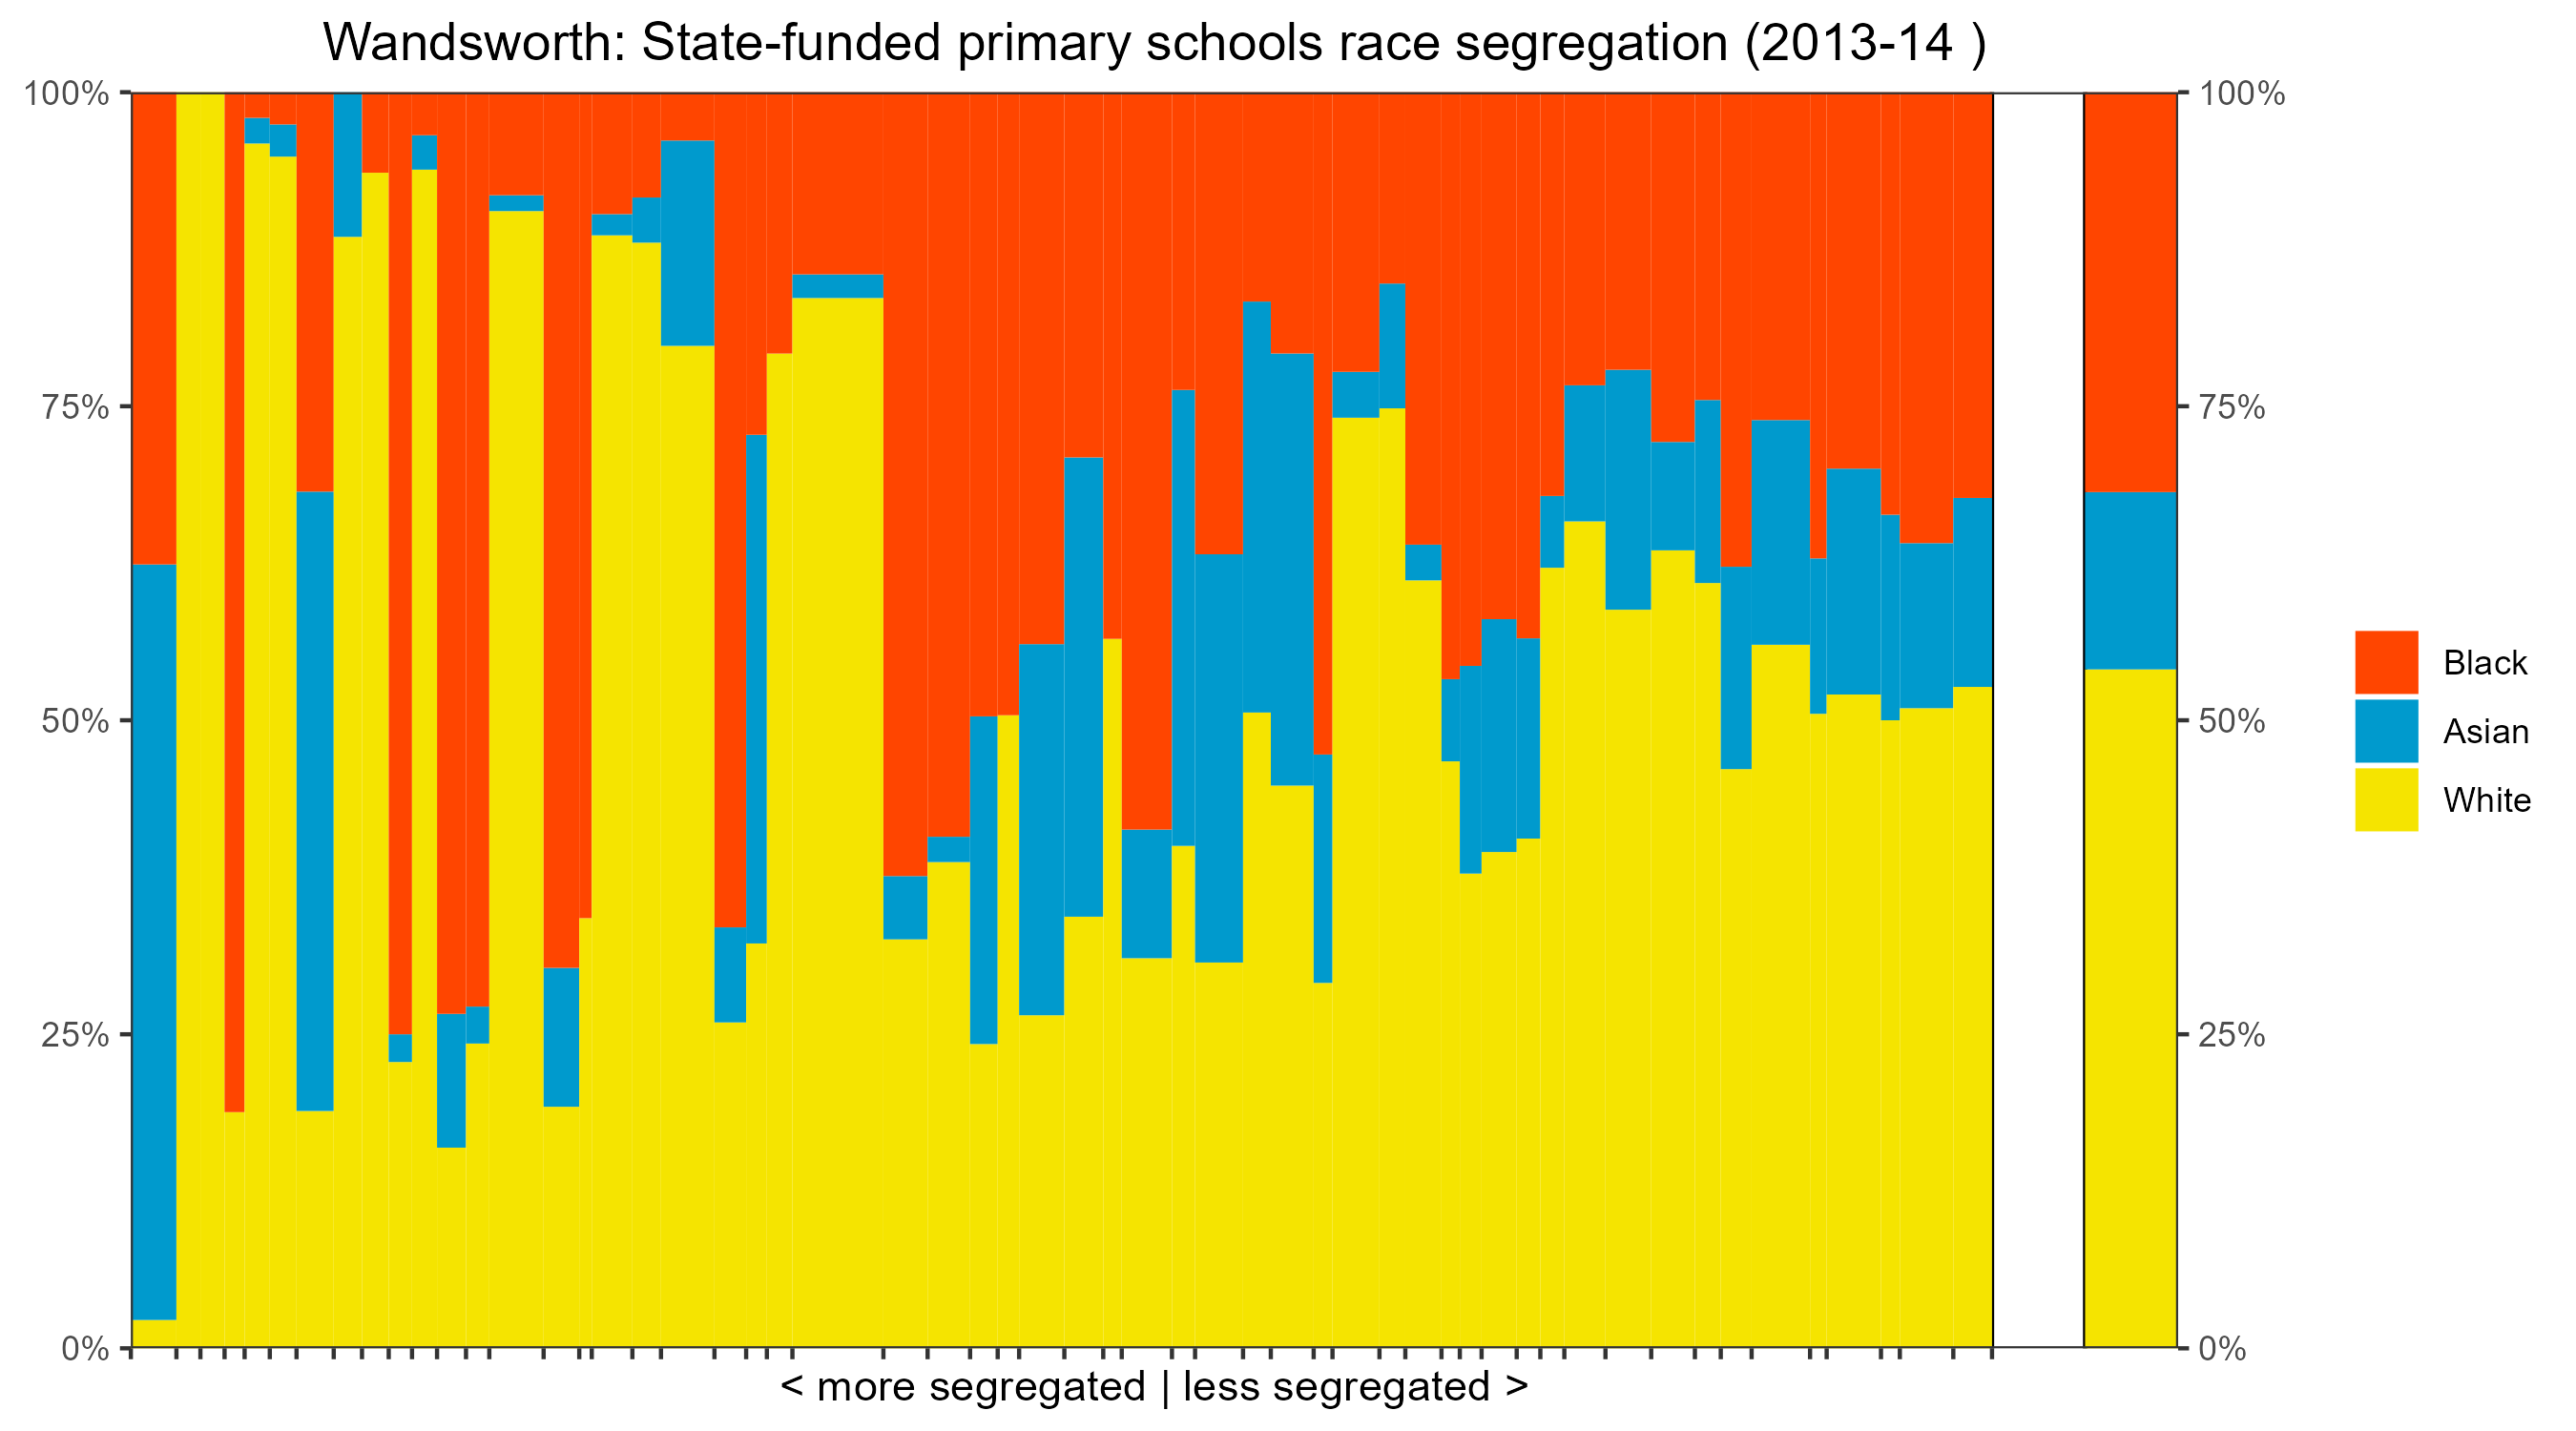 Wandsworth: State-funded primary schools race segregation (2013-14 )
100%
75%
50%
25%
0%
100%
75%
50%
25%
0%
Black
Asian
White
< more segregated | less segregated >